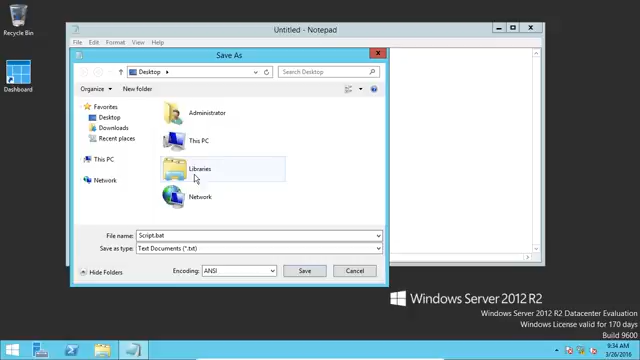 Recycle Bin
Dashboard
Untitled - Notepad
File Edit Format View Help
Save As
Desktop
Search Desktop
Organize New folder
Favorites
Desktop
Downloads
Recent places
This PC
Network
Administrator
This PC
Libraries
Network
File name: Script.bat
Save as type: Text Documents (*.txt)
Hide Folders Encoding: ANSI Save Cancel
Windows Server 2012 R2
Windows Server 2012 R2 Datacenter Evaluation
Windows License valid for 170 days
Build 9600
9:34 AM
3/26/2016